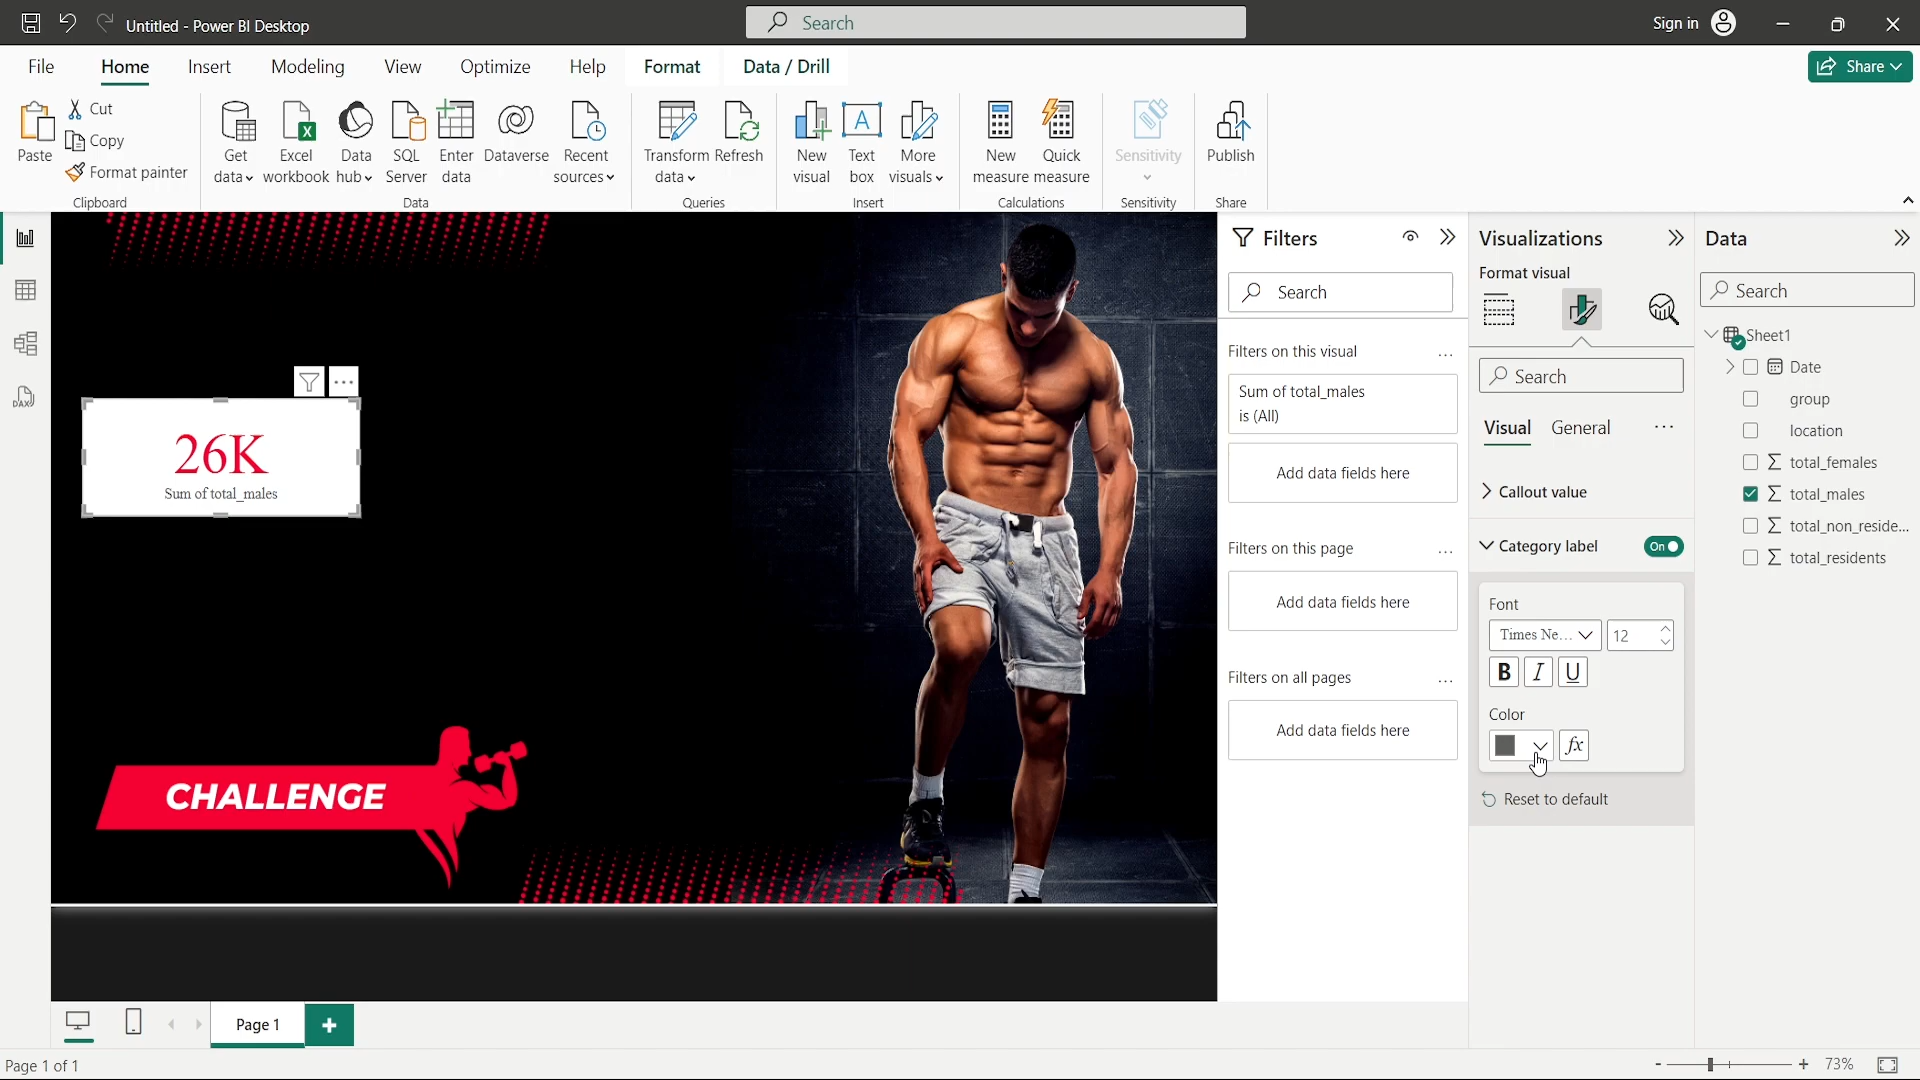 Untitled - Power BI Desktop
Search
Sign in
File
Home
Insert
Modeling
View
Optimize
Help
Format
Data / Drill
Share
Paste
Cut
Copy
Format painter
Clipboard
Get data
Excel workbook
Data hub
SQL Server
Enter data
Dataverse
Recent sources
Data
Transform data
Refresh
Queries
New visual
Text box
More visuals
Insert
New measure
Quick measure
Calculations
Sensitivity
Sensitivity
Publish
Share
DAX
26K
Sum of total_males
CHALLENGE
Filters
Search
Filters on this visual
...
Sum of total_males
is (All)
Add data fields here
Filters on this page
...
Add data fields here
Filters on all pages
...
Add data fields here
Visualizations
Format visual
Search
Visual
General
...
Callout value
Category label
On
Font
Times Ne...
12
B
I
U
Color
fx
Reset to default
Data
Search
Sheet1
Date
group
location
∑ total_females
∑ total_males
∑ total_non_reside...
∑ total_residents
Page 1
+
Page 1 of 1
- + 73%